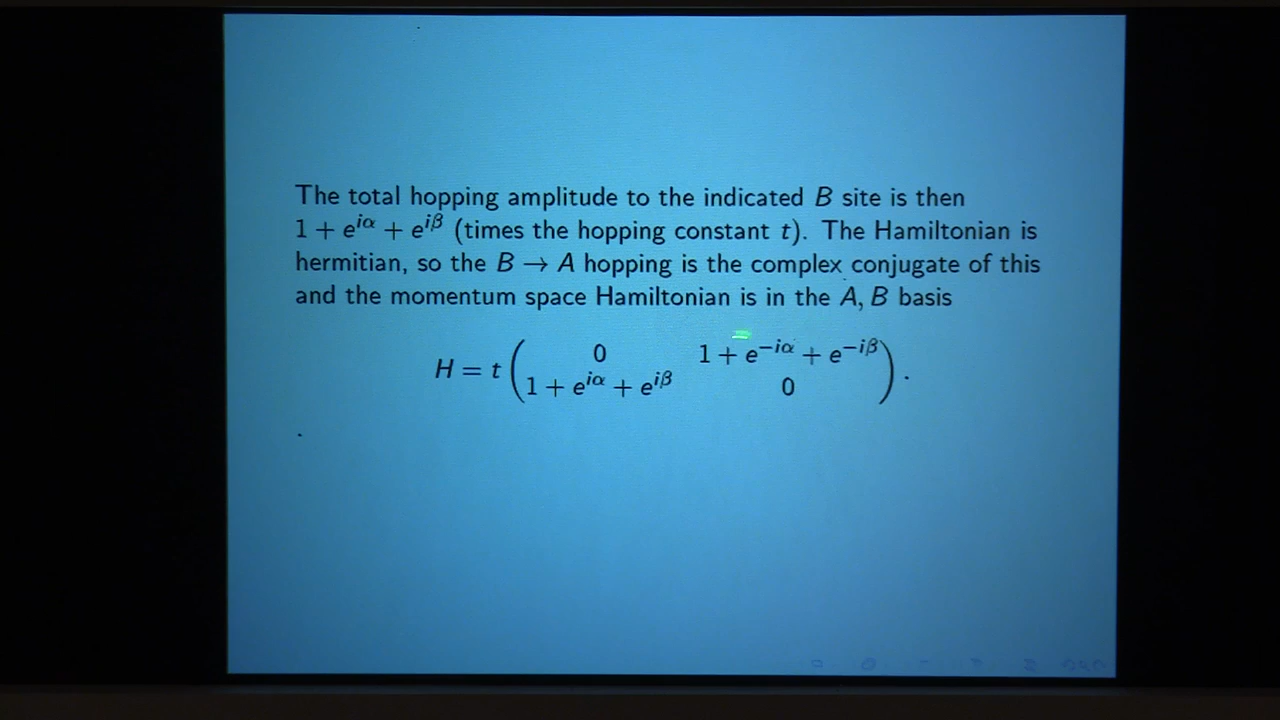 The total hopping amplitude to the indicated B site is then
1 + e^{iα} + e^{iβ} (times the hopping constant t). The Hamiltonian is
hermitian, so the B → A hopping is the complex conjugate of this
and the momentum space Hamiltonian is in the A, B basis
H = t ( 0 1 + e^{−iα} + e^{−iβ}
1 + e^{iα} + e^{iβ} 0 ) .